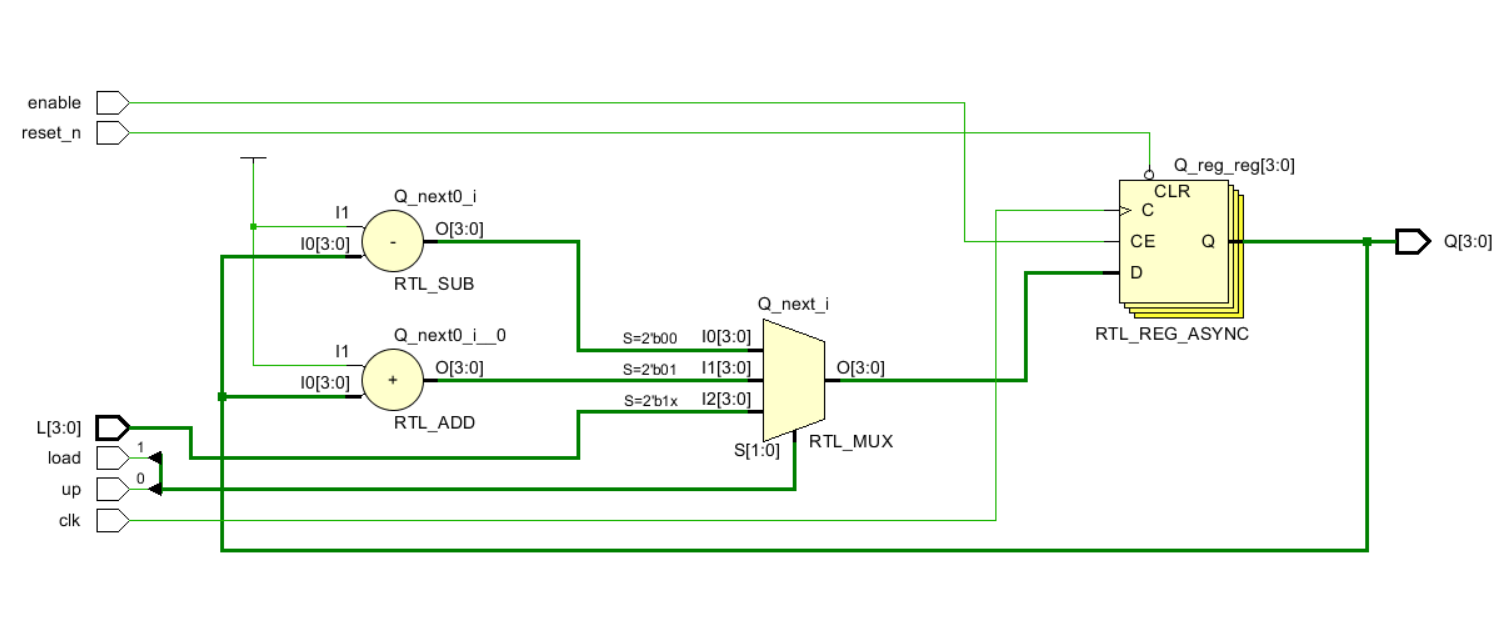 enable
reset_n
Q_reg_reg[3:0]
CLR
C
CE
Q
D
RTL_REG_ASYNC
Q[3:0]
Q_next0_i
I1
I0[3:0]
-
O[3:0]
RTL_SUB
Q_next0_i__0
I1
I0[3:0]
+
O[3:0]
RTL_ADD
Q_next_i
S=2'b00
I0[3:0]
S=2'b01
I1[3:0]
S=2'b1x
I2[3:0]
O[3:0]
S[1:0]
RTL_MUX
L[3:0]
load
1
up
0
clk